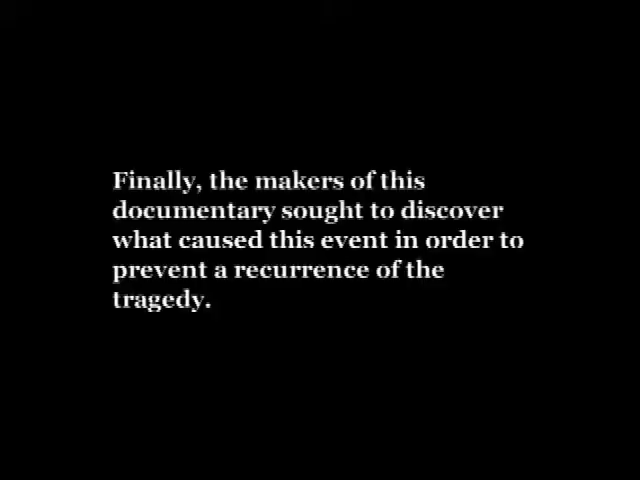 Finally, the makers of this
documentary sought to discover
what caused this event in order to
prevent a recurrence of the
tragedy.